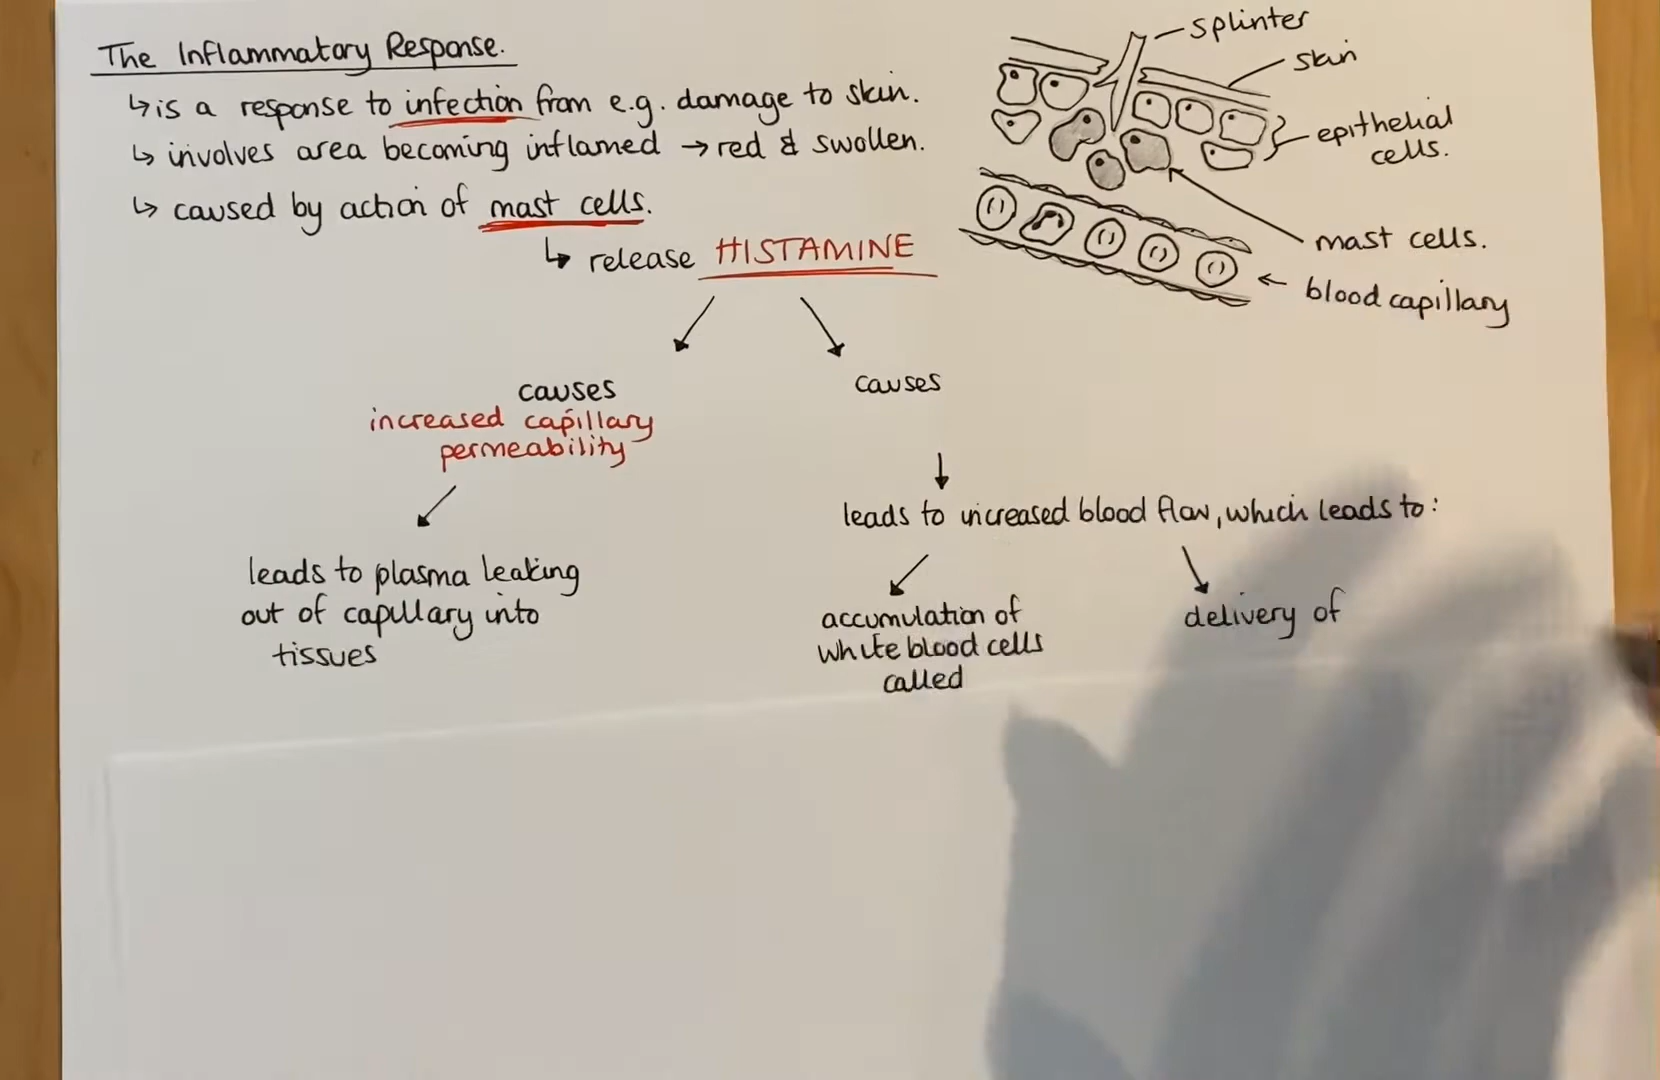 The Inflammatory Response.
↳ is a response to infection from e.g. damage to skin.
↳ involves area becoming inflamed → red & swollen.
↳ caused by action of mast cells.
↳ release HISTAMINE
splinter
skin
epithelial
cells.
mast cells.
blood capillary
causes
increased capillary
permeability
leads to plasma leaking
out of capillary into
tissues
causes
leads to increased blood flow, which leads to:
accumulation of
white blood cells
called
delivery of